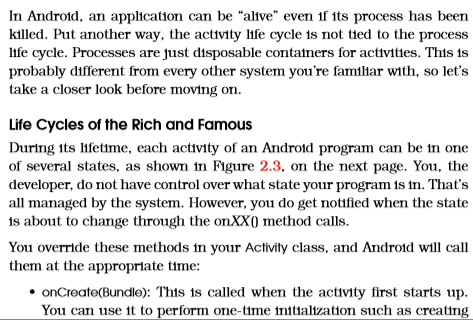 In Android, an application can be “alive” even if its process has been
killed. Put another way, the activity life cycle is not tied to the process
life cycle. Processes are just disposable containers for activities. This is
probably different from every other system you’re familiar with, so let’s
take a closer look before moving on.
Life Cycles of the Rich and Famous
During its lifetime, each activity of an Android program can be in one
of several states, as shown in Figure 2.3, on the next page. You, the
developer, do not have control over what state your program is in. That’s
all managed by the system. However, you do get notified when the state
is about to change through the onXX() method calls.
You override these methods in your Activity class, and Android will call
them at the appropriate time:
• onCreate(Bundle): This is called when the activity first starts up.
You can use it to perform one-time initialization such as creating